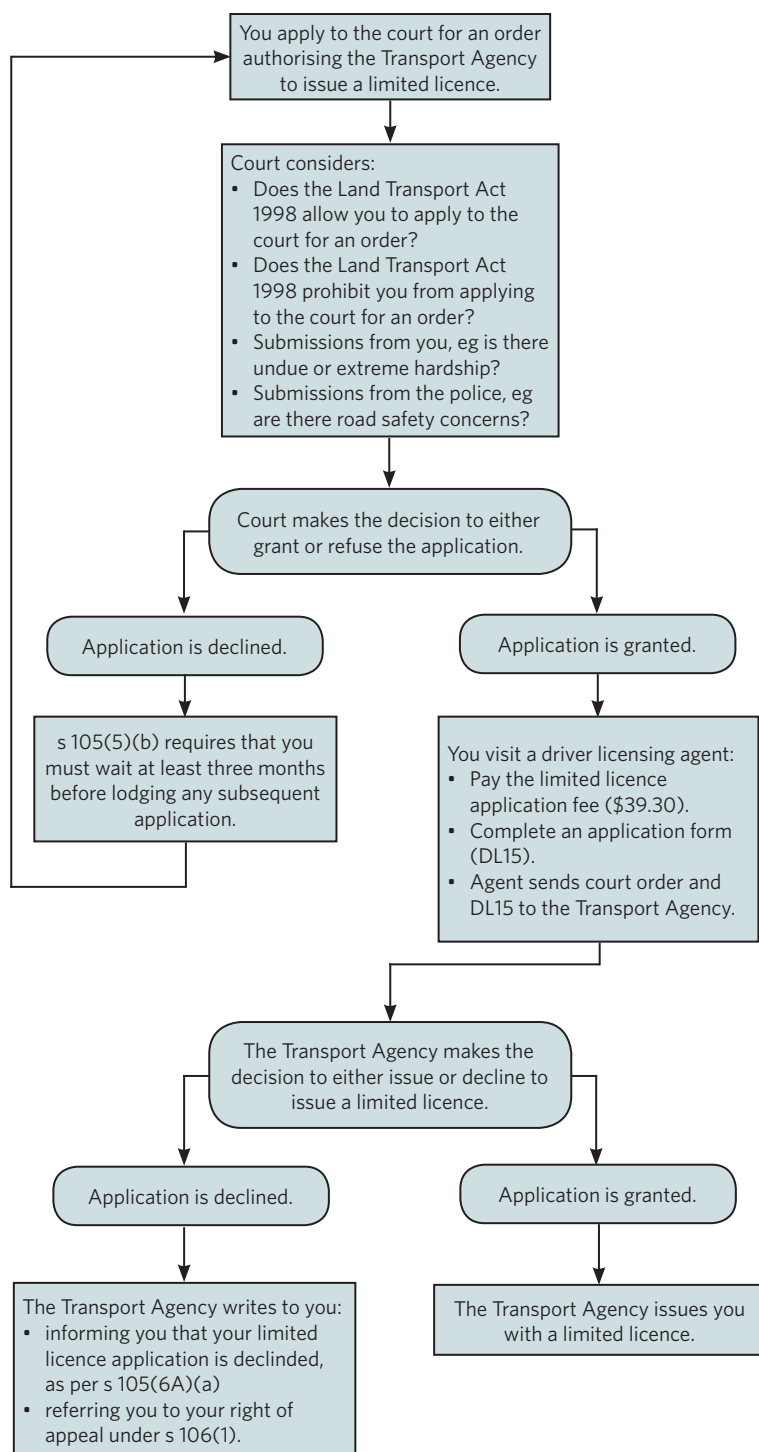 You apply to the court for an order
authorising the Transport Agency
to issue a limited licence.
Court considers:
• Does the Land Transport Act
1998 allow you to apply to the
court for an order?
• Does the Land Transport Act
1998 prohibit you from applying
to the court for an order?
• Submissions from you, eg is there
undue or extreme hardship?
• Submissions from the police, eg
are there road safety concerns?
Court makes the decision to either
grant or refuse the application.
Application is declined.
Application is granted.
s 105(5)(b) requires that you
must wait at least three months
before lodging any subsequent
application.
You visit a driver licensing agent:
• Pay the limited licence
application fee ($39.30).
• Complete an application form
(DL15).
• Agent sends court order and
DL15 to the Transport Agency.
The Transport Agency makes the
decision to either issue or decline to
issue a limited licence.
Application is declined.
Application is granted.
The Transport Agency writes to you:
• informing you that your limited
licence application is declinded,
as per s 105(6A)(a)
• referring you to your right of
appeal under s 106(1).
The Transport Agency issues you
with a limited licence.